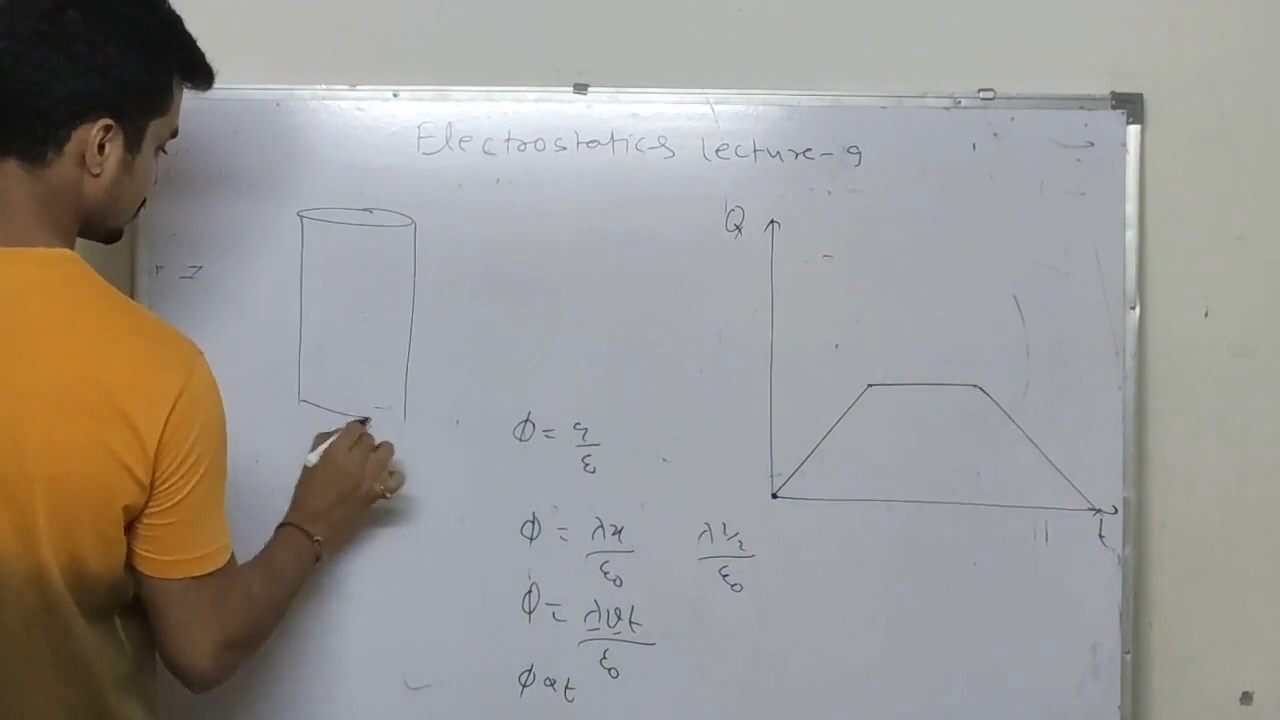 Electrostatics lecture-9
Q
ϕ = q/ε
ϕ = λx/ε₀ λl/2/ε₀
ϕ = λvt/ε₀
ϕ ∝ t
t